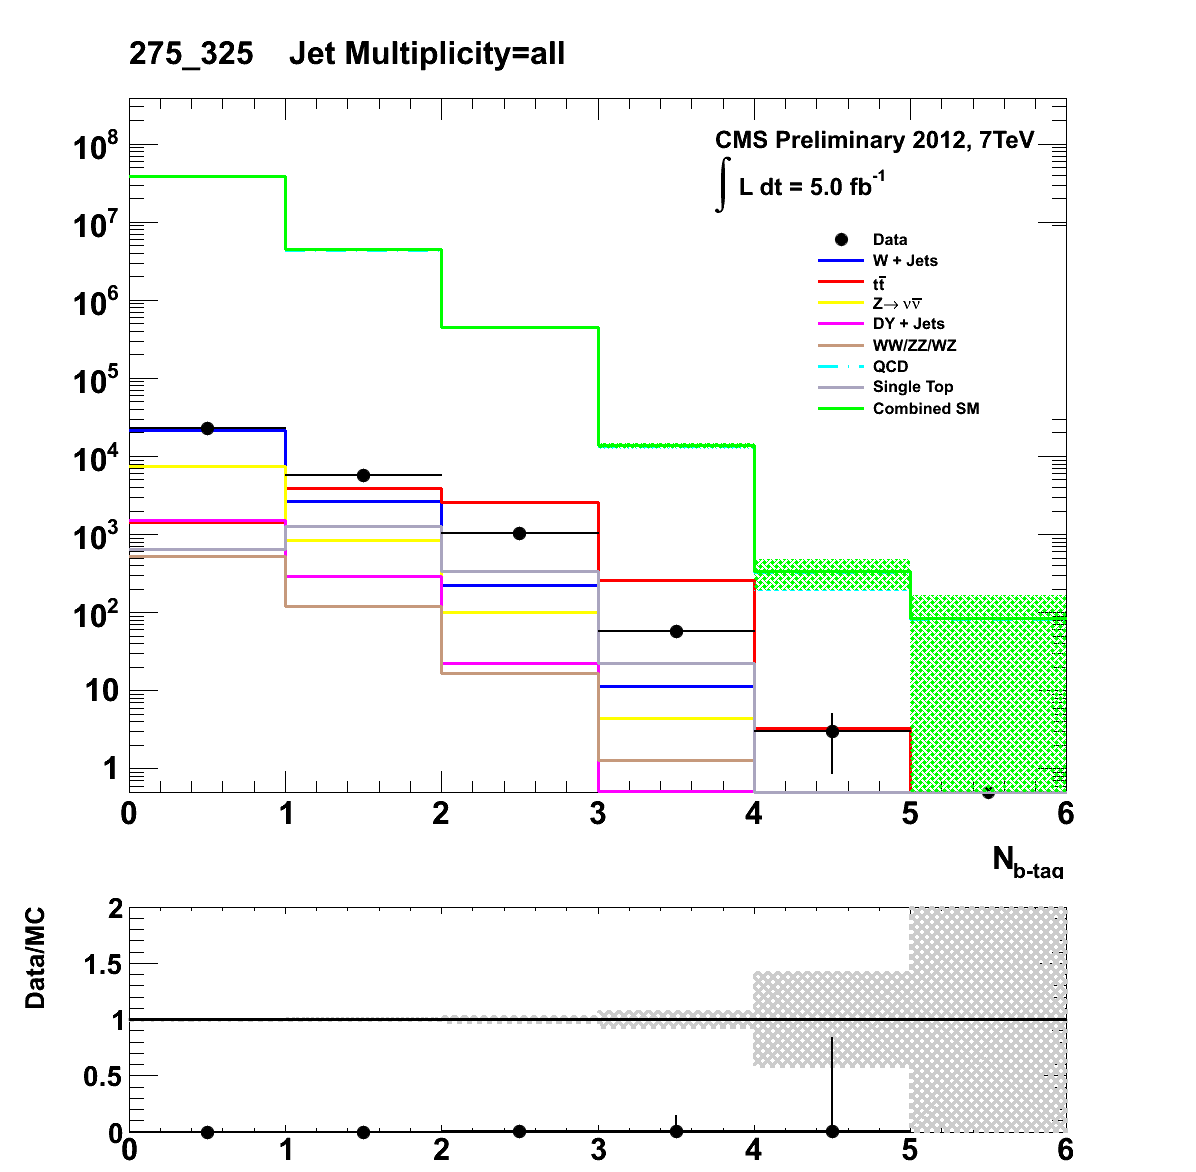 275_325 Jet Multiplicity=all
CMS Preliminary 2012, 7TeV
∫ L dt = 5.0 fb⁻¹
Data
W + Jets
tt̅
Z→ νν̅
DY + Jets
WW/ZZ/WZ
QCD
Single Top
Combined SM
10⁸
10⁷
10⁶
10⁵
10⁴
10³
10²
10
1
0 1 2 3 4 5 6
N_b-tag
Data/MC
2
1.5
1
0.5
0
0 1 2 3 4 5 6